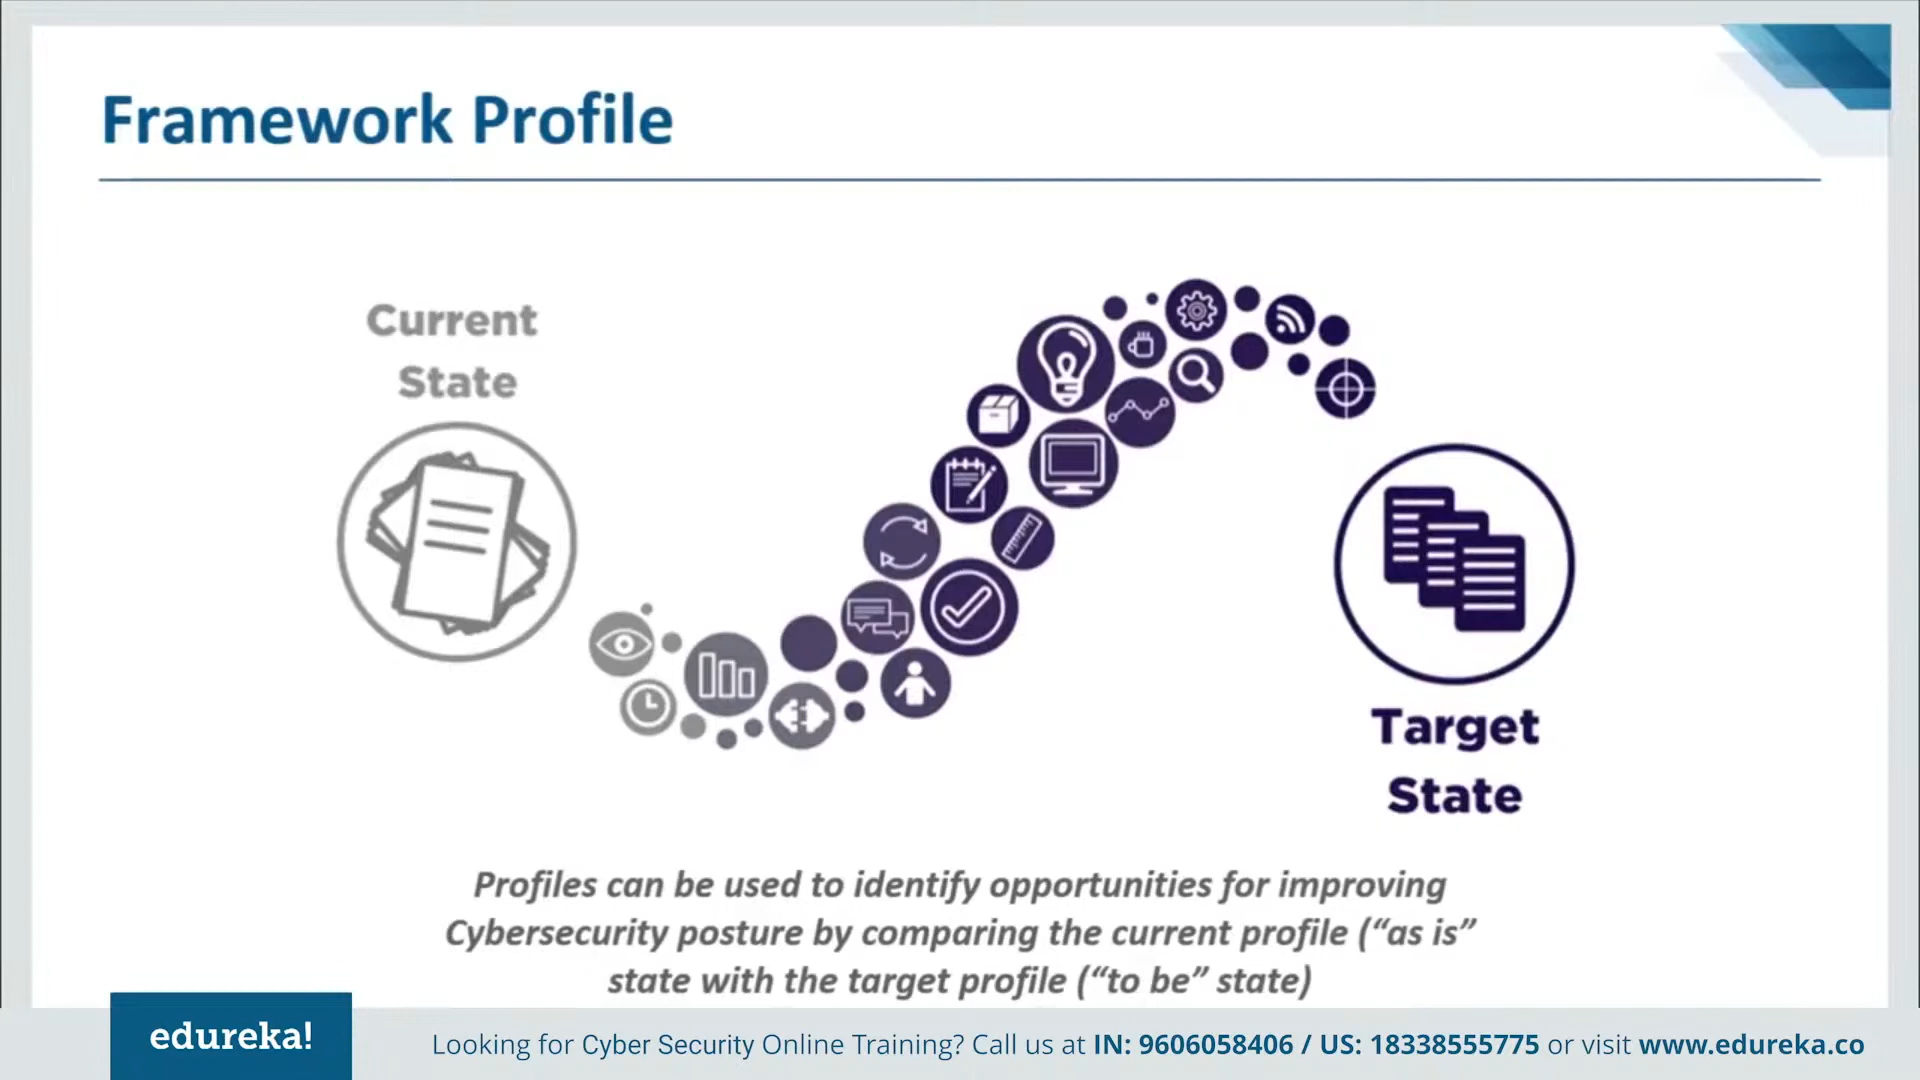 Framework Profile
Current
State
Target
State
Profiles can be used to identify opportunities for improving
Cybersecurity posture by comparing the current profile (“as is”
state with the target profile (“to be” state)
edureka!
Looking for Cyber Security Online Training? Call us at IN: 9606058406 / US: 18338555775 or visit www.edureka.co